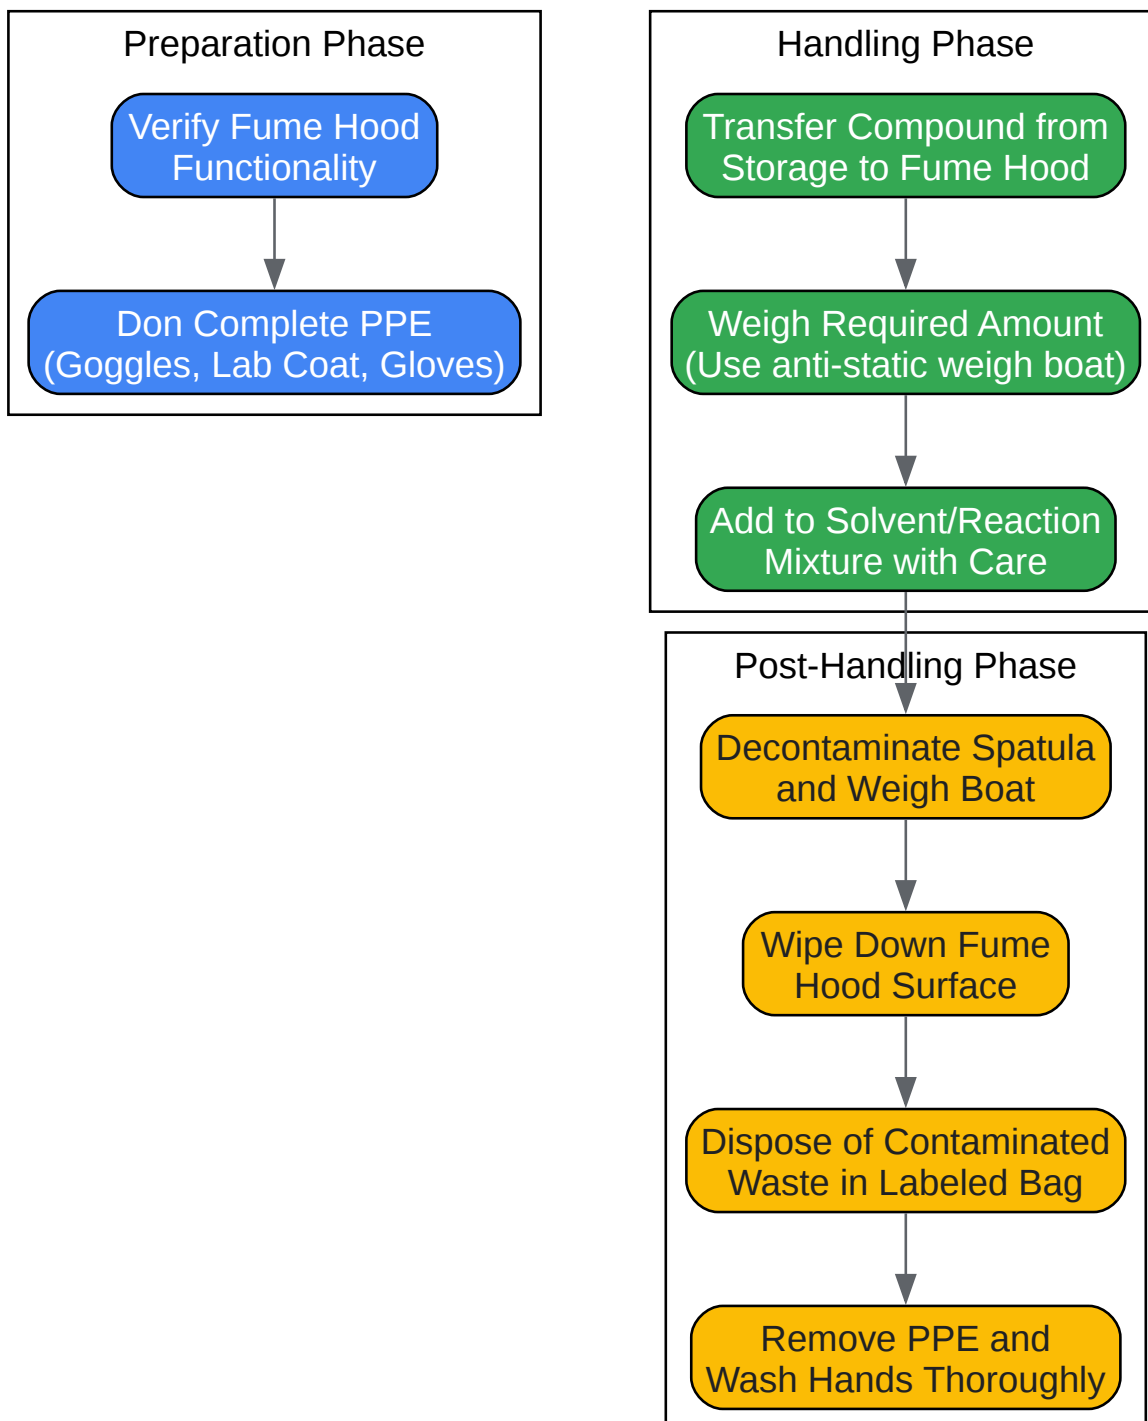 Preparation Phase
Verify Fume Hood
Functionality
Don Complete PPE
(Goggles, Lab Coat, Gloves)
Handling Phase
Transfer Compound from
Storage to Fume Hood
Weigh Required Amount
(Use anti-static weigh boat)
Add to Solvent/Reaction
Mixture with Care
Post-Handling Phase
Decontaminate Spatula
and Weigh Boat
Wipe Down Fume
Hood Surface
Dispose of Contaminated
Waste in Labeled Bag
Remove PPE and
Wash Hands Thoroughly